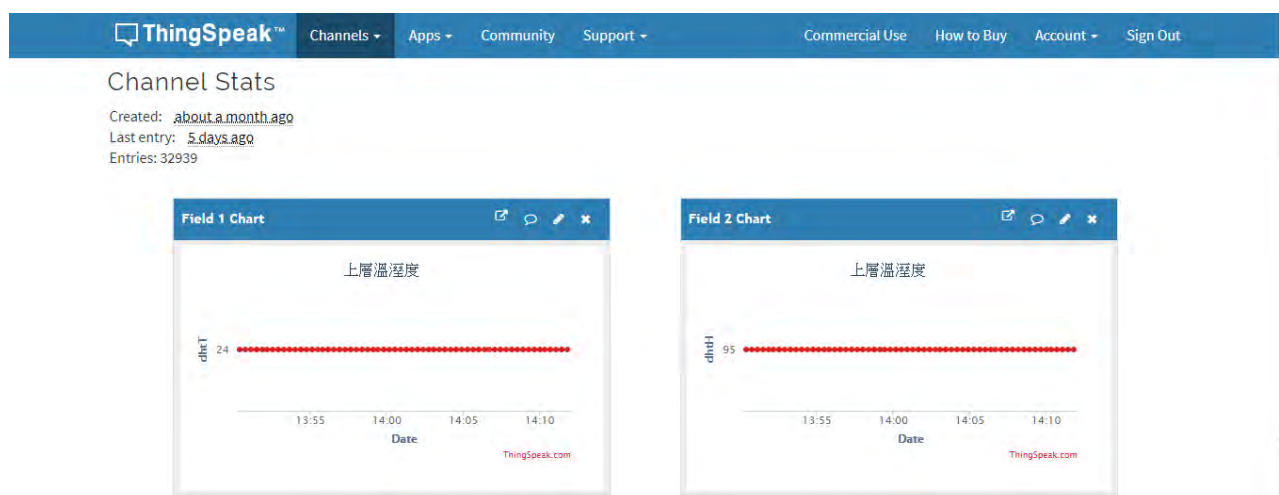 ThingSpeak™ Channels Apps Community Support Commercial Use How to Buy Account Sign Out
Channel Stats
Created: about a month ago
Last entry: 5 days ago
Entries: 32939
Field 1 Chart
上層溫溼度
dhtT
24
13:55 14:00 14:05 14:10
Date
ThingSpeak.com
Field 2 Chart
上層溫溼度
dhtH
95
13:55 14:00 14:05 14:10
Date
ThingSpeak.com